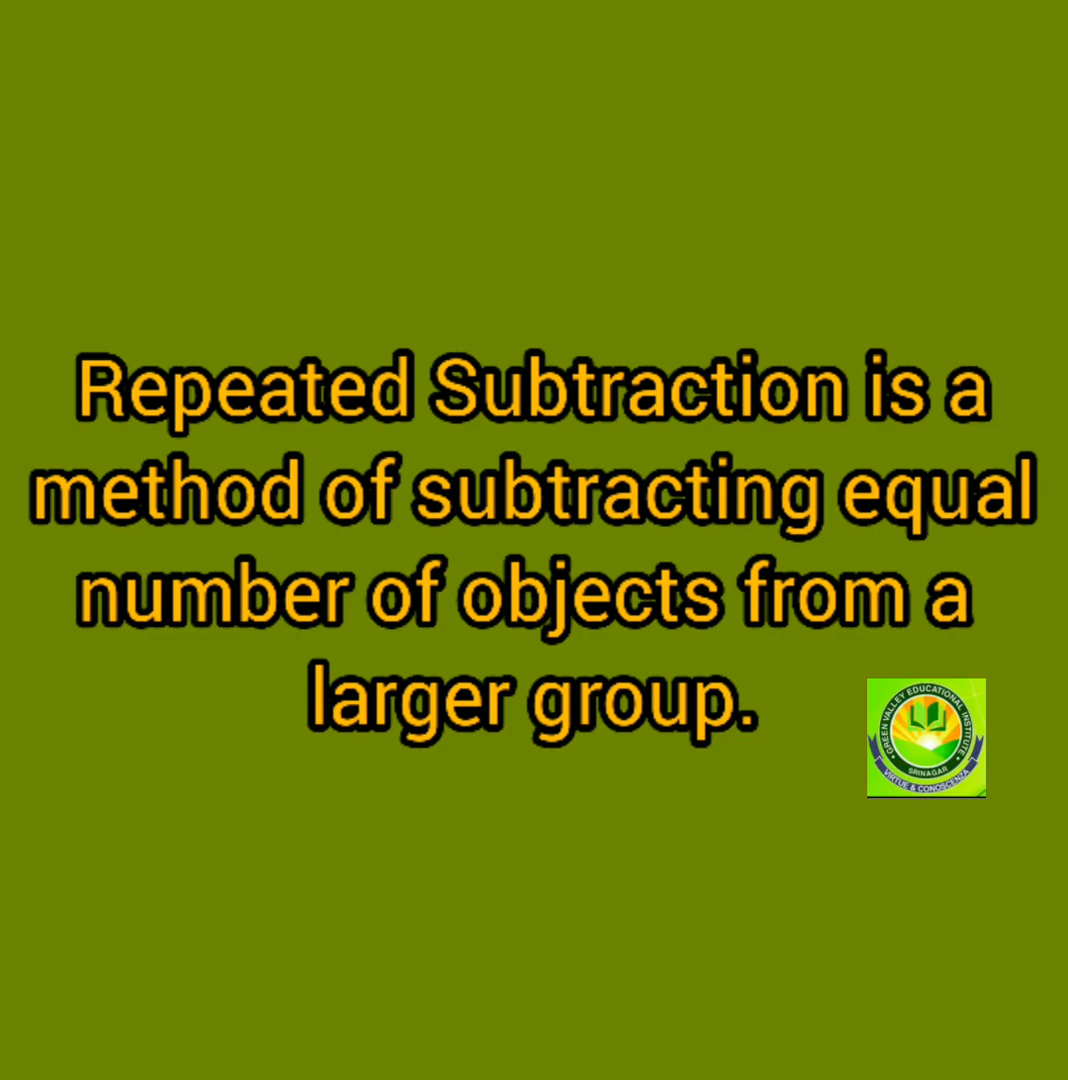 Repeated Subtraction is a
method of subtracting equal
number of objects from a
larger group.
GREEN VALLEY EDUCATIONAL INSTITUTE
SRINAGAR
VIRTUE & CONOSCENZA